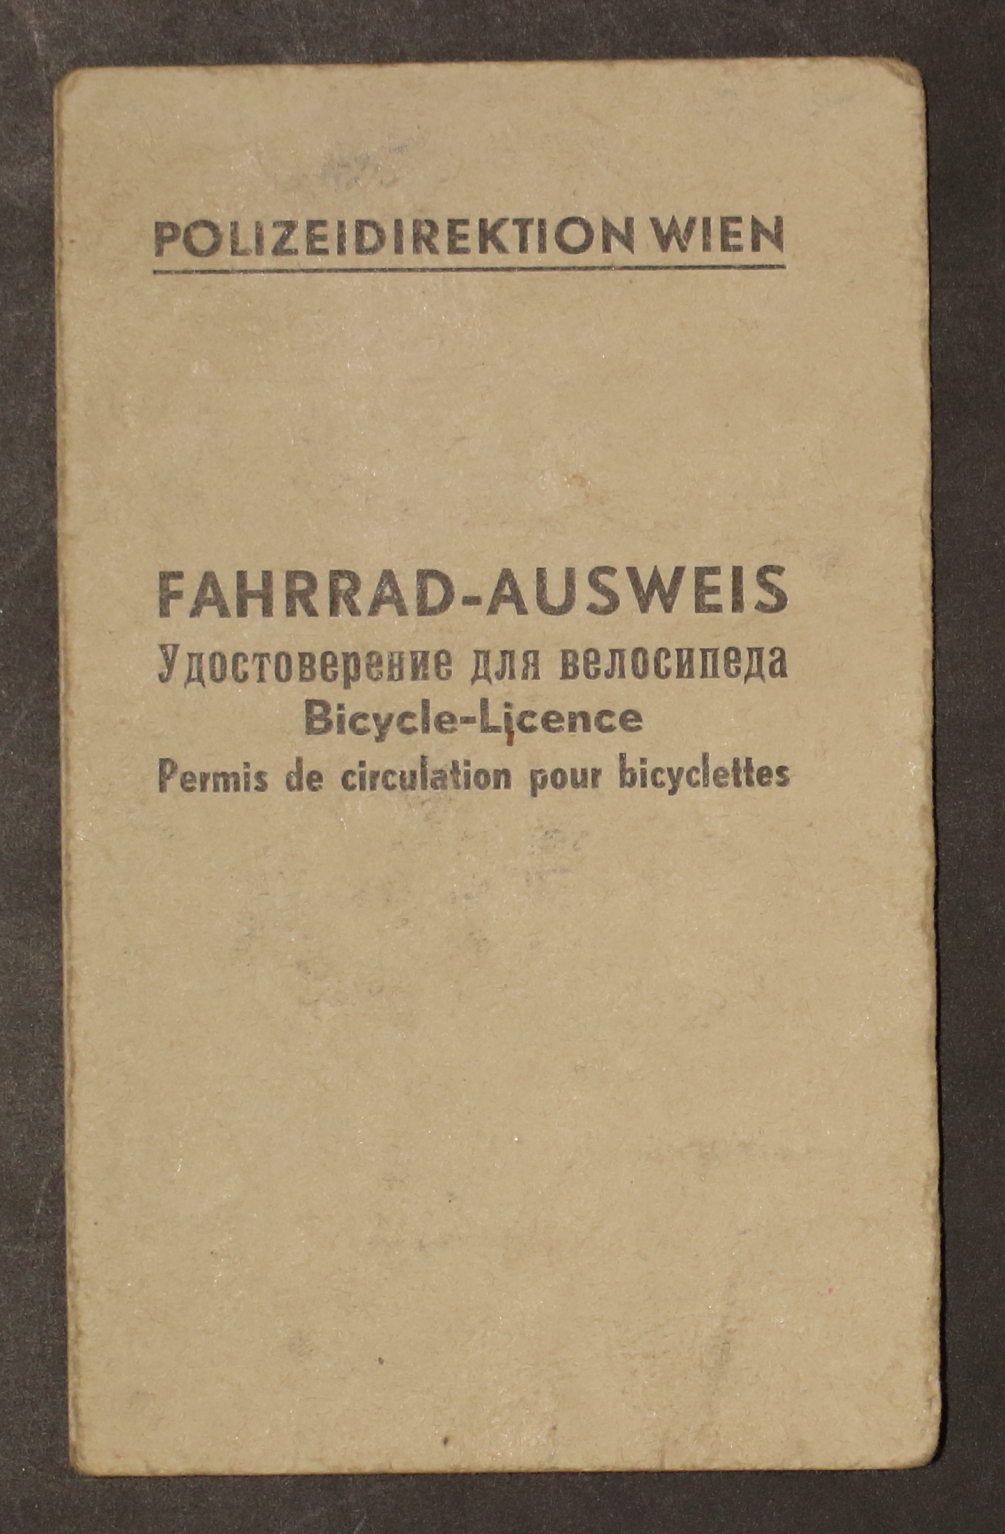 POLIZEIDIREKTION WIEN
FAHRRAD-AUSWEIS
Удостоверение для велосипеда
Bicycle-Licence
Permis de circulation pour bicyclettes